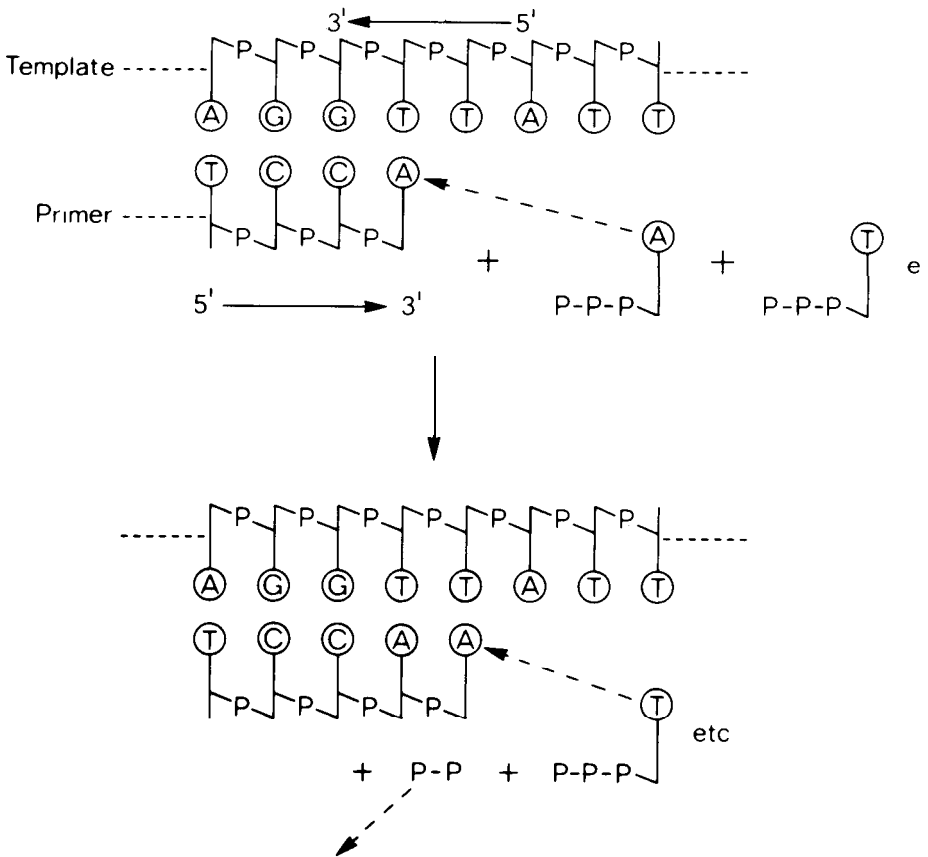 3' 5'
P P P P P P P
Template
A G G T T A T T
T C C A
Primer
P P P
A T e
+ +
5' 3'
P-P-P P-P-P
P P P P P P P
A G G T T A T T
T C C A A
P P P P
T
etc
+ P-P + P-P-P